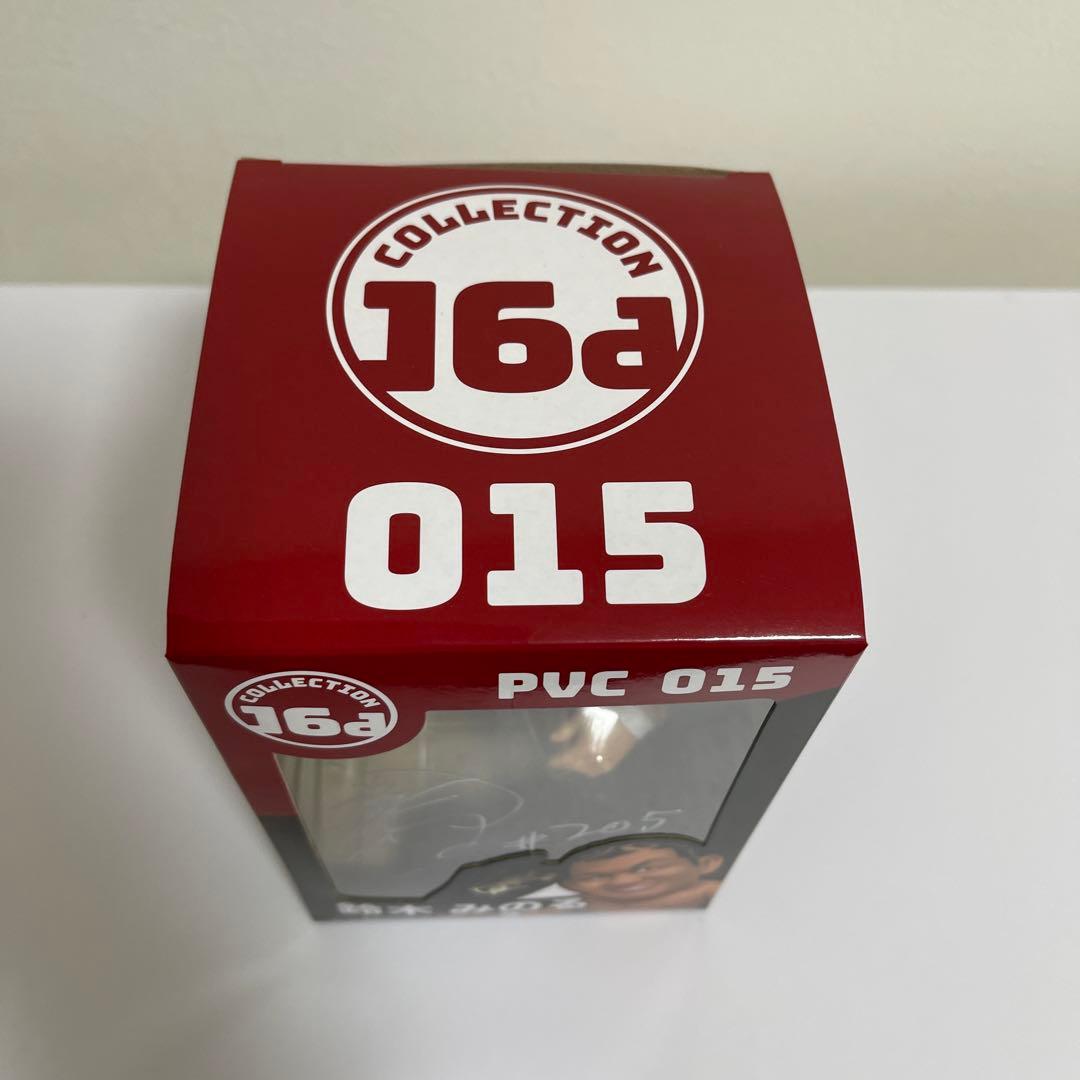 COLLECTION
16d
015
COLLECTION
16d
PVC 015
#205
鈴木 みのる